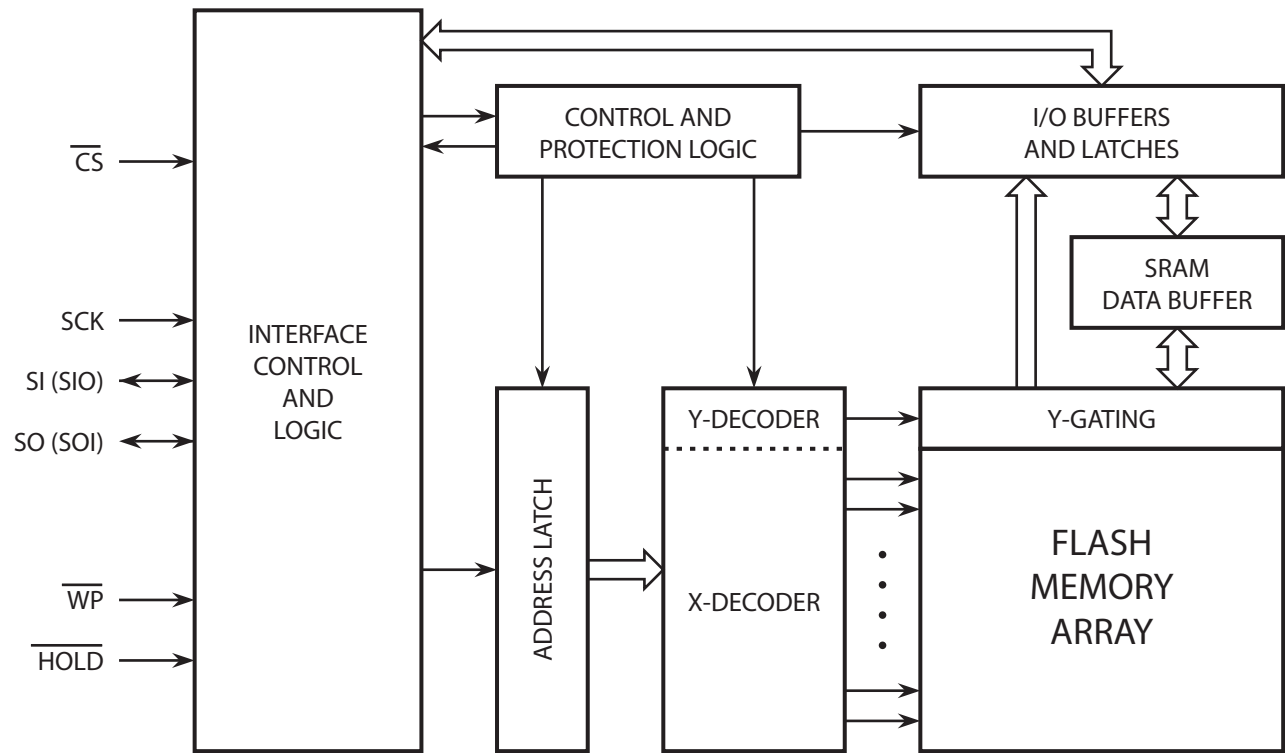 CS
SCK
SI (SIO)
SO (SOI)
WP
HOLD
INTERFACE
CONTROL
AND
LOGIC
CONTROL AND
PROTECTION LOGIC
I/O BUFFERS
AND LATCHES
SRAM
DATA BUFFER
ADDRESS LATCH
Y-DECODER
X-DECODER
Y-GATING
FLASH
MEMORY
ARRAY